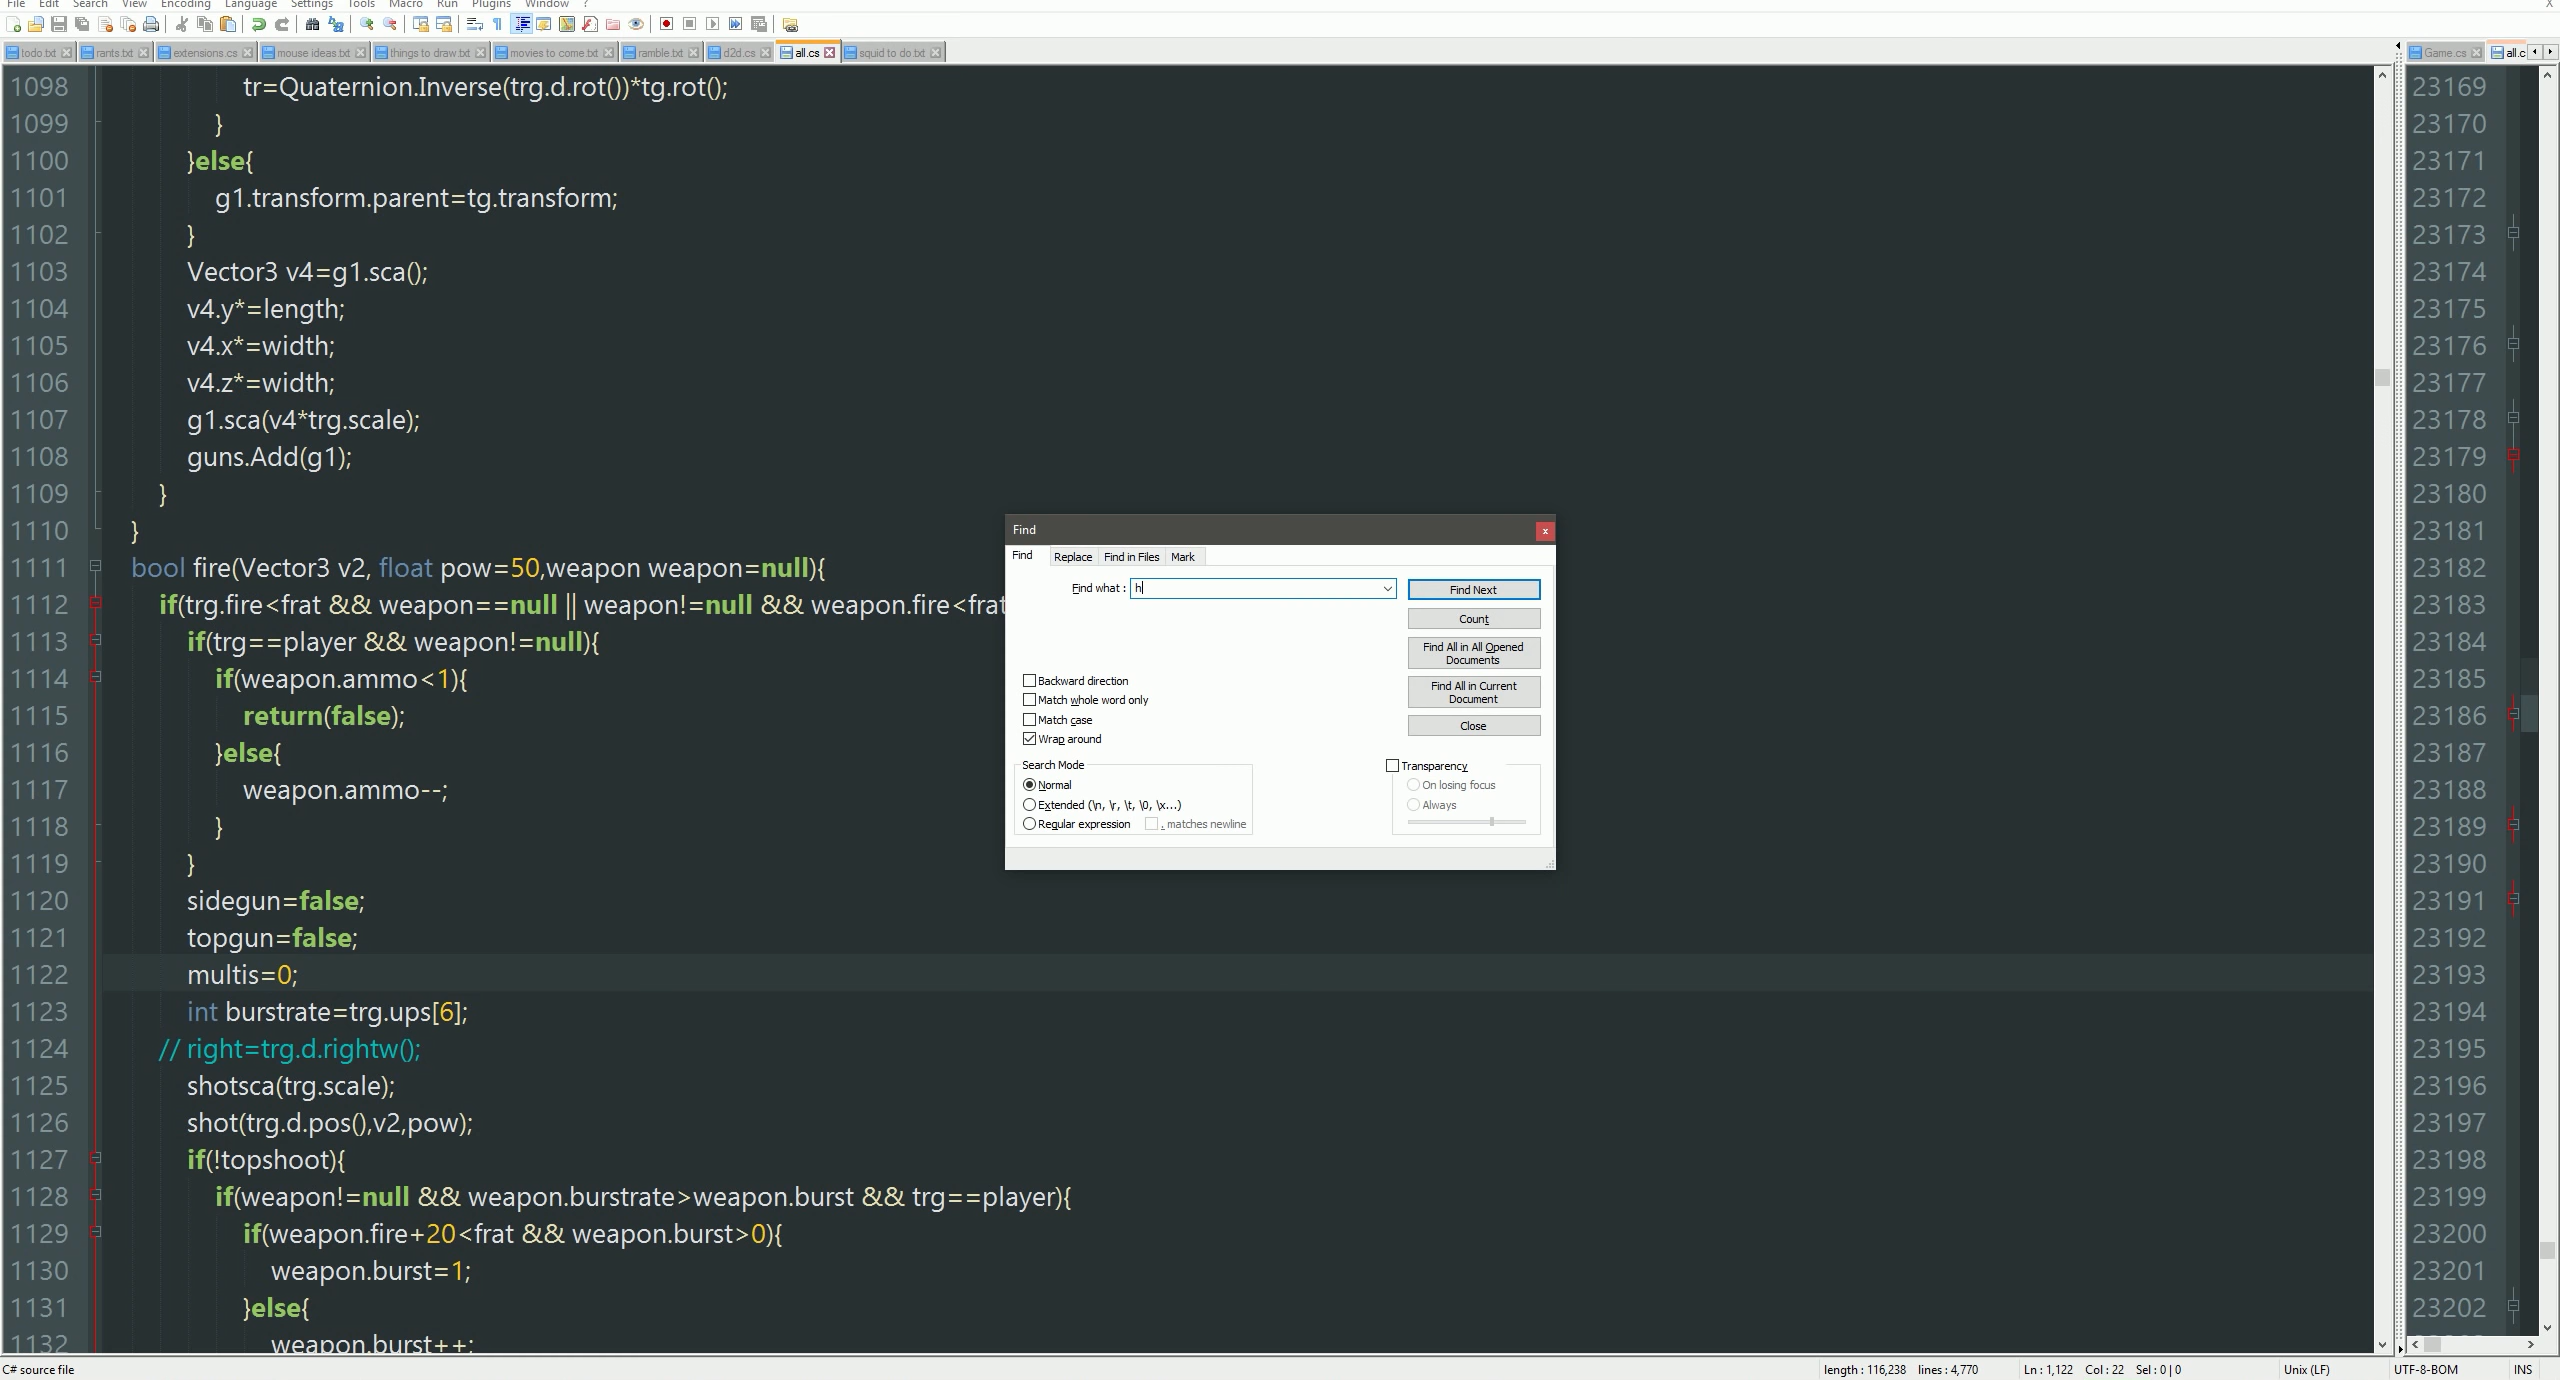 File Edit Search View Encoding Language Settings Tools Macro Run Plugins Window ? X
todo.txt rants.txt extensions.cs mouse ideas.txt things to draw.txt movies to come.txt ramble.txt d2d.cs all.cs squid to do.txt Game.cs all.c
1098 tr=Quaternion.Inverse(trg.d.rot())*tg.rot();
1099 }
1100 }else{
1101 g1.transform.parent=tg.transform;
1102 }
1103 Vector3 v4=g1.sca();
1104 v4.y*=length;
1105 v4.x*=width;
1106 v4.z*=width;
1107 g1.sca(v4*trg.scale);
1108 guns.Add(g1);
1109 }
1110 }
1111 bool fire(Vector3 v2, float pow=50,weapon weapon=null){
1112 if(trg.fire<frat && weapon==null || weapon!=null && weapon.fire<frat
1113 if(trg==player && weapon!=null){
1114 if(weapon.ammo<1){
1115 return(false);
1116 }else{
1117 weapon.ammo--;
1118 }
1119 }
1120 sidegun=false;
1121 topgun=false;
1122 multis=0;
1123 int burstrate=trg.ups[6];
1124 // right=trg.d.rightw();
1125 shotsca(trg.scale);
1126 shot(trg.d.pos(),v2,pow);
1127 if(!topshoot){
1128 if(weapon!=null && weapon.burstrate>weapon.burst && trg==player){
1129 if(weapon.fire+20<frat && weapon.burst>0){
1130 weapon.burst=1;
1131 }else{
1132 weapon.burst++;
Find x
Find Replace Find in Files Mark
Find what : h
Find Next
Count
Find All in All Opened
Documents
Find All in Current
Document
Close
Backward direction
Match whole word only
Match case
Wrap around
Search Mode
Normal
Extended (\n, \r, \t, \0, \x...)
Regular expression . matches newline
Transparency
On losing focus
Always
23169
23170
23171
23172
23173
23174
23175
23176
23177
23178
23179
23180
23181
23182
23183
23184
23185
23186
23187
23188
23189
23190
23191
23192
23193
23194
23195
23196
23197
23198
23199
23200
23201
23202
C# source file length : 116,238 lines : 4,770 Ln : 1,122 Col : 22 Sel : 0 | 0 Unix (LF) UTF-8-BOM INS